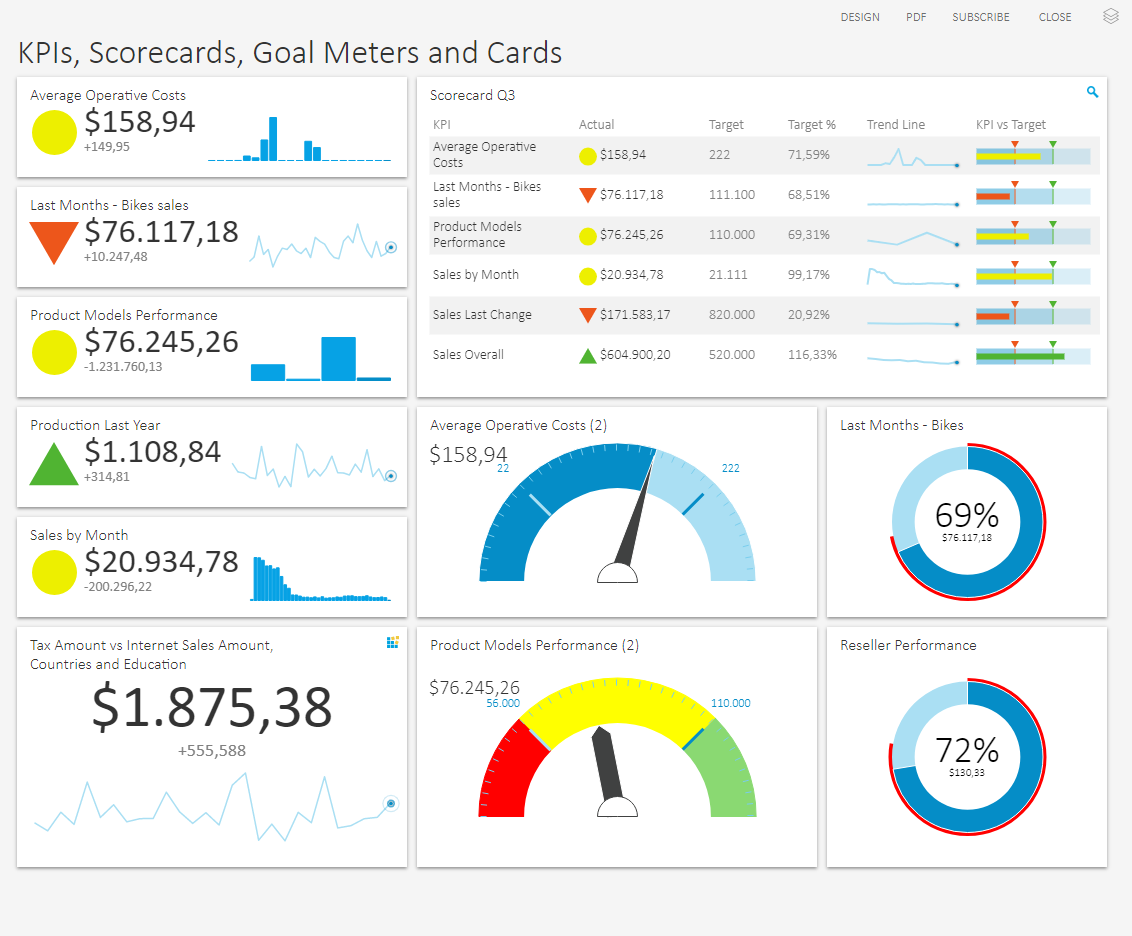 DESIGN PDF SUBSCRIBE CLOSE
KPIs, Scorecards, Goal Meters and Cards
Average Operative Costs
$158,94
+149,95
Last Months - Bikes sales
$76.117,18
+10.247,48
Product Models Performance
$76.245,26
-1.231.760,13
Production Last Year
$1.108,84
+314,81
Sales by Month
$20.934,78
-200.296,22
Tax Amount vs Internet Sales Amount,
Countries and Education
$1.875,38
+555,588
Scorecard Q3
KPI Actual Target Target % Trend Line KPI vs Target
Average Operative
Costs
$158,94 222 71,59%
Last Months - Bikes
sales
$76.117,18 111.100 68,51%
Product Models
Performance
$76.245,26 110.000 69,31%
Sales by Month $20.934,78 21.111 99,17%
Sales Last Change $171.583,17 820.000 20,92%
Sales Overall $604.900,20 520.000 116,33%
Average Operative Costs (2)
$158,94
22 222
Last Months - Bikes
69%
$76.117,18
Product Models Performance (2)
$76.245,26
56.000 110.000
Reseller Performance
72%
$130,33